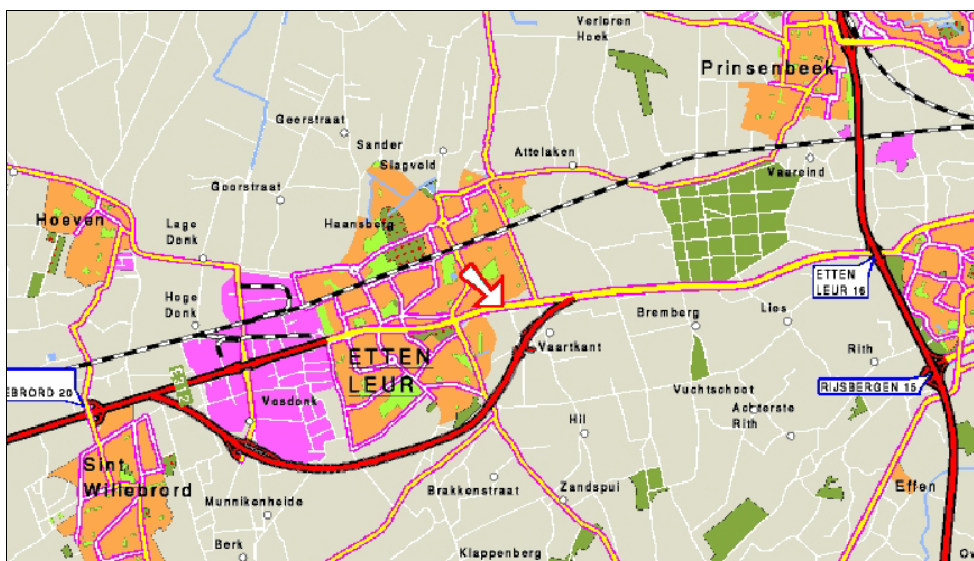 Verloren
Hoek
Prinsenbeek
Geerstraat
Sander
Slagveld
Attelaken
Vaareind
Goorstraat
Hoeven
Haansberg
Lage
Donk
ETTEN
LEUR 16
Hoge
Donk
Bremberg
Lies
Vaartkant
ETTEN
LEUR
Rith
EBRORD 20
Vuchtschoot
RIJSBERGEN 15
Vosdonk
Achterste
Rith
Hil
Sint
Willebrord
Brakkenstraat
Zandspui
Effen
Munnikenheide
Berk
Klappenberg